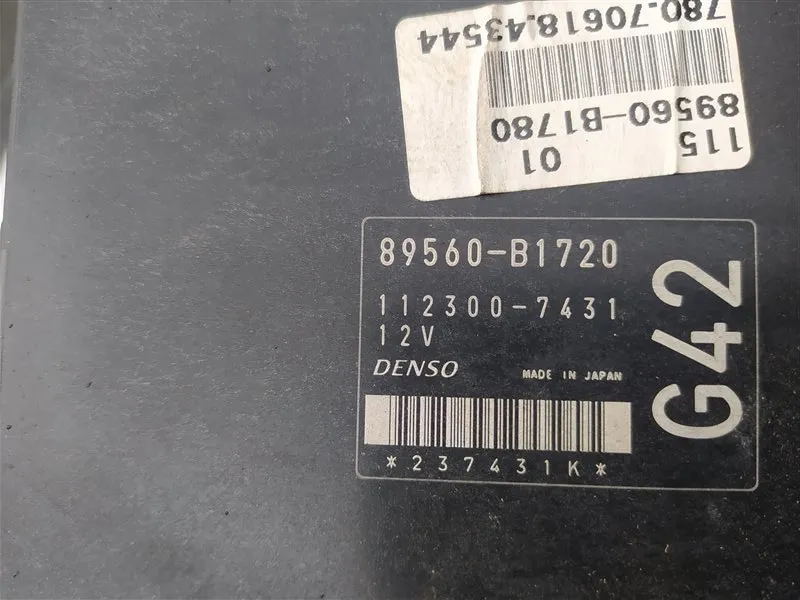 115
01
89560-B1780
780.70618.43544
89560-B1720
112300-7431
12V
DENSO
MADE IN JAPAN
*237431K*
G42